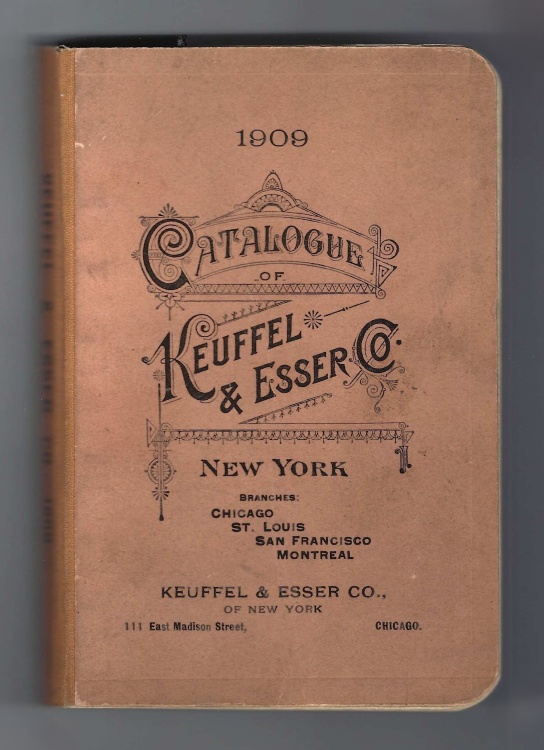 1909
CATALOGUE
OF
KEUFFEL
& ESSER CO.
NEW YORK
BRANCHES:
CHICAGO
ST. LOUIS
SAN FRANCISCO
MONTREAL
KEUFFEL & ESSER CO.,
OF NEW YORK
111 East Madison Street, CHICAGO.